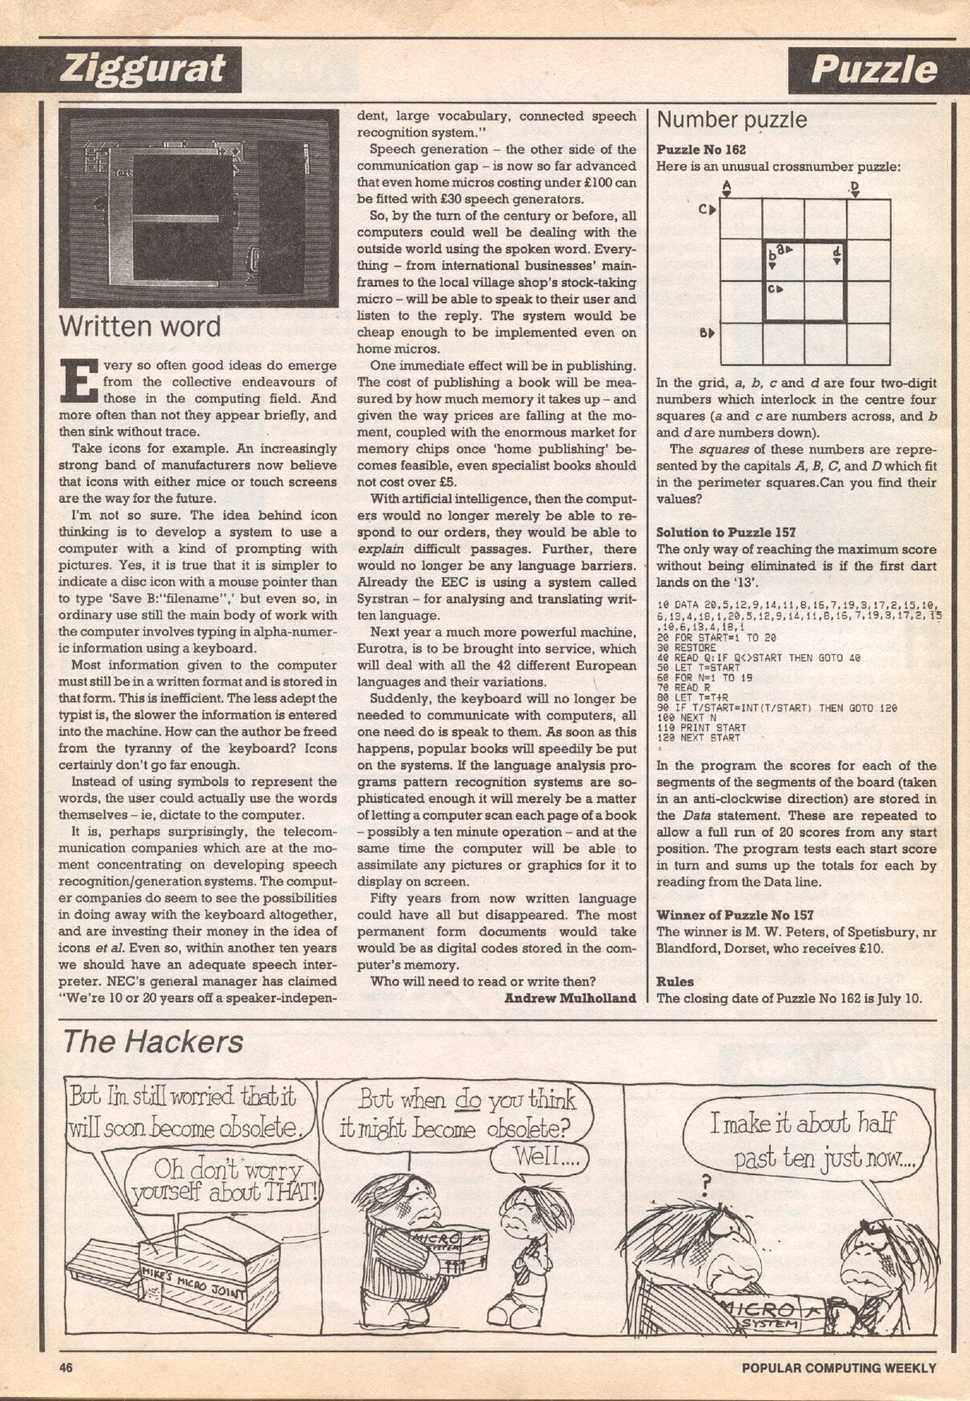 Ziggurat
Puzzle
Written word
Every so often good ideas do emerge
from the collective endeavours of
those in the computing field. And
more often than not they appear briefly, and
then sink without trace.
Take icons for example. An increasingly
strong band of manufacturers now believe
that icons with either mice or touch screens
are the way for the future.
I'm not so sure. The idea behind icon
thinking is to develop a system to use a
computer with a kind of prompting with
pictures. Yes, it is true that it is simpler to
indicate a disc icon with a mouse pointer than
to type 'Save B:"filename",' but even so, in
ordinary use still the main body of work with
the computer involves typing in alpha-numer-
ic information using a keyboard.
Most information given to the computer
must still be in a written format and is stored in
that form. This is inefficient. The less adept the
typist is, the slower the information is entered
into the machine. How can the author be freed
from the tyranny of the keyboard? Icons
certainly don't go far enough.
Instead of using symbols to represent the
words, the user could actually use the words
themselves – ie, dictate to the computer.
It is, perhaps surprisingly, the telecom-
munication companies which are at the mo-
ment concentrating on developing speech
recognition/generation systems. The comput-
er companies do seem to see the possibilities
in doing away with the keyboard altogether,
and are investing their money in the idea of
icons et al. Even so, within another ten years
we should have an adequate speech inter-
preter. NEC's general manager has claimed
"We're 10 or 20 years off a speaker-indepen-
dent, large vocabulary, connected speech
recognition system."
Speech generation – the other side of the
communication gap – is now so far advanced
that even home micros costing under £100 can
be fitted with £30 speech generators.
So, by the turn of the century or before, all
computers could well be dealing with the
outside world using the spoken word. Every-
thing – from international businesses' main-
frames to the local village shop's stock-taking
micro – will be able to speak to their user and
listen to the reply. The system would be
cheap enough to be implemented even on
home micros.
One immediate effect will be in publishing.
The cost of publishing a book will be mea-
sured by how much memory it takes up – and
given the way prices are falling at the mo-
ment, coupled with the enormous market for
memory chips once 'home publishing' be-
comes feasible, even specialist books should
not cost over £5.
With artificial intelligence, then the comput-
ers would no longer merely be able to re-
spond to our orders, they would be able to
explain difficult passages. Further, there
would no longer be any language barriers.
Already the EEC is using a system called
Syrstran – for analysing and translating writ-
ten language.
Next year a much more powerful machine,
Eurotra, is to be brought into service, which
will deal with all the 42 different European
languages and their variations.
Suddenly, the keyboard will no longer be
needed to communicate with computers, all
one need do is speak to them. As soon as this
happens, popular books will speedily be put
on the systems. If the language analysis pro-
grams pattern recognition systems are so-
phisticated enough it will merely be a matter
of letting a computer scan each page of a book
– possibly a ten minute operation – and at the
same time the computer will be able to
assimilate any pictures or graphics for it to
display on screen.
Fifty years from now written language
could have all but disappeared. The most
permanent form documents would take
would be as digital codes stored in the com-
puter's memory.
Who will need to read or write then?
Andrew Mulholland
Number puzzle
Puzzle No 162
Here is an unusual crossnumber puzzle:
A D
C
a
b d
c
B
In the grid, a, b, c and d are four two-digit
numbers which interlock in the centre four
squares (a and c are numbers across, and b
and d are numbers down).
The squares of these numbers are repre-
sented by the capitals A, B, C, and D which fit
in the perimeter squares.Can you find their
values?
Solution to Puzzle 157
The only way of reaching the maximum score
without being eliminated is if the first dart
lands on the '13'.
10 DATA 20,5,12,9,14,11,8,16,7,19,3,17,2,15,10,
6,13,4,18,1,20,5,12,9,14,11,8,16,7,19,3,17,2,15
,10,6,13,4,18,1
20 FOR START=1 TO 20
30 RESTORE
40 READ Q:IF Q<>START THEN GOTO 40
50 LET T=START
60 FOR N=1 TO 19
70 READ R
80 LET T=T+R
90 IF T/START=INT(T/START) THEN GOTO 120
100 NEXT N
110 PRINT START
120 NEXT START
In the program the scores for each of the
segments of the segments of the board (taken
in an anti-clockwise direction) are stored in
the Data statement. These are repeated to
allow a full run of 20 scores from any start
position. The program tests each start score
in turn and sums up the totals for each by
reading from the Data line.
Winner of Puzzle No 157
The winner is M. W. Peters, of Spetisbury, nr
Blandford, Dorset, who receives £10.
Rules
The closing date of Puzzle No 162 is July 10.
The Hackers
But I'm still worried that it
will soon become obsolete.
Oh don't worry
yourself about THAT!
MIKE'S MICRO JOINT
But when do you think
it might become obsolete?
Well....
MICRO
SYSTEM
I make it about half
past ten just now....
?
MICRO
SYSTEM
46
POPULAR COMPUTING WEEKLY